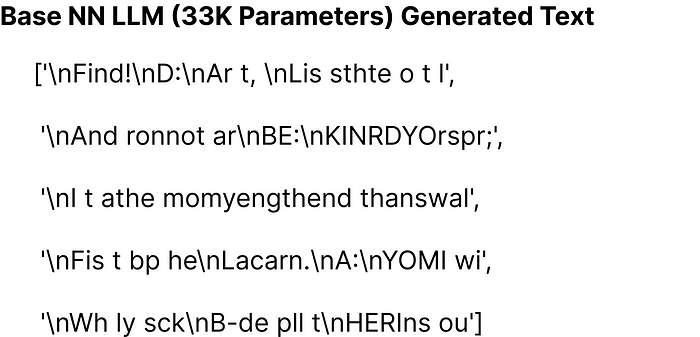 Base NN LLM (33K Parameters) Generated Text
['\nFind!\nD:\nAr t, \nLis sthte o t l',
'\nAnd ronnot ar\nBE:\nKINRDYOrspr;',
'\nI t athe momyengthend thanswal',
'\nFis t bp he\nLacarn.\nA:\nYOMI wi',
'\nWh ly sck\nB-de pll t\nHERIns ou']